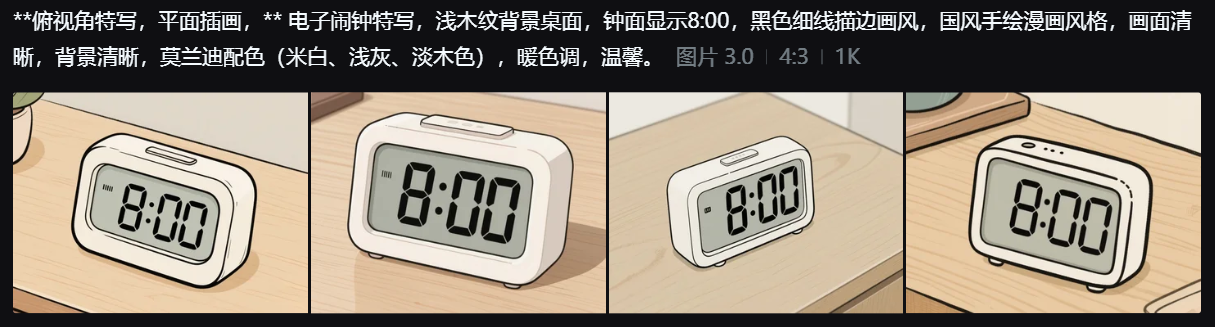 **俯视角特写，平面插画，** 电子闹钟特写，浅木纹背景桌面，钟面显示8:00，黑色细线描边画风，国风手绘漫画风格，画面清
晰，背景清晰，莫兰迪配色（米白、浅灰、淡木色），暖色调，温馨。 图片 3.0 | 4:3 | 1K
8:00 8:00 8:00 8:00